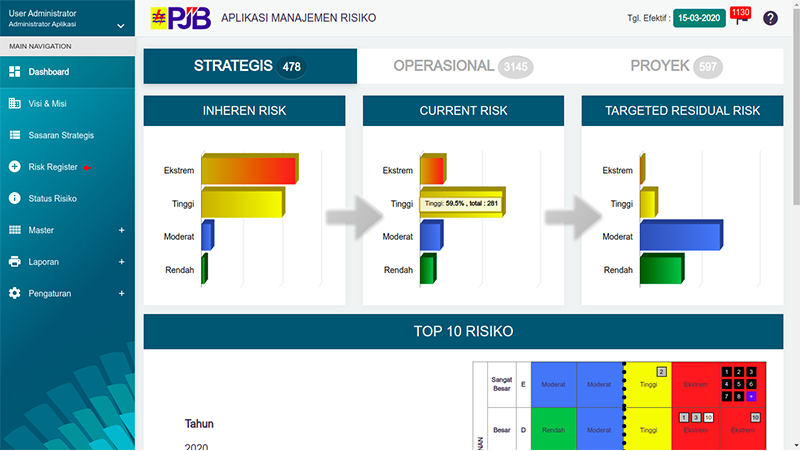 User Administrator
Administrator Aplikasi
MAIN NAVIGATION
Dashboard
Visi & Misi
Sasaran Strategis
Risk Register
Status Risiko
Master +
Laporan +
Pengaturan +
PJB
APLIKASI MANAJEMEN RISIKO
Tgl. Efektif : 15-03-2020
1130
?
STRATEGIS 478
OPERASIONAL 3145
PROYEK 597
INHEREN RISK
Ekstrem
Tinggi
Moderat
Rendah
CURRENT RISK
Ekstrem
Tinggi
Tinggi: 59.5% , total : 281
Moderat
Rendah
TARGETED RESIDUAL RISK
Ekstrem
Tinggi
Moderat
Rendah
TOP 10 RISIKO
Tahun
2020
Sangat Besar E Moderat Moderat Tinggi 2 Ekstrem
1 2 3
4 5 6
7 8 +
Besar D Rendah Moderat Tinggi Ekstrem Ekstrem
1 3 10
10